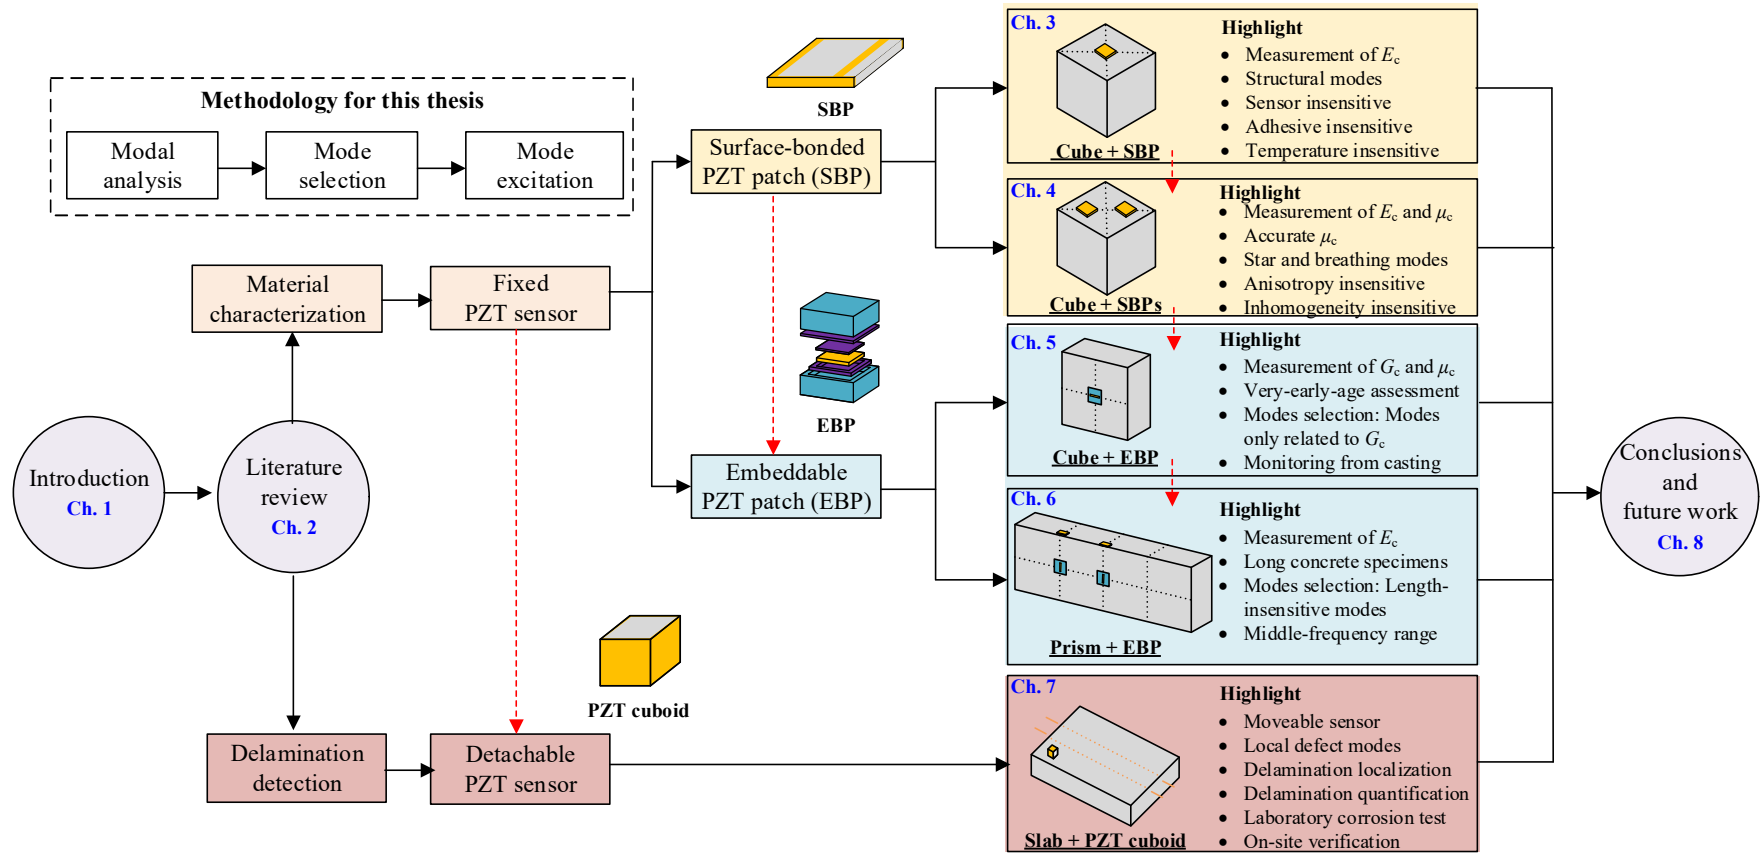 Methodology for this thesis
Modal
analysis
Mode
selection
Mode
excitation
Introduction
Ch. 1
Literature
review
Ch. 2
Material
characterization
Fixed
PZT sensor
Delamination
detection
Detachable
PZT sensor
PZT cuboid
SBP
Surface-bonded
PZT patch (SBP)
EBP
Embeddable
PZT patch (EBP)
Ch. 3
Cube + SBP
Highlight
• Measurement of Ec
• Structural modes
• Sensor insensitive
• Adhesive insensitive
• Temperature insensitive
Ch. 4
Cube + SBPs
Highlight
• Measurement of Ec and μc
• Accurate μc
• Star and breathing modes
• Anisotropy insensitive
• Inhomogeneity insensitive
Ch. 5
Cube + EBP
Highlight
• Measurement of Gc and μc
• Very-early-age assessment
• Modes selection: Modes
only related to Gc
• Monitoring from casting
Ch. 6
Prism + EBP
Highlight
• Measurement of Ec
• Long concrete specimens
• Modes selection: Length-
insensitive modes
• Middle-frequency range
Ch. 7
Slab + PZT cuboid
Highlight
• Moveable sensor
• Local defect modes
• Delamination localization
• Delamination quantification
• Laboratory corrosion test
• On-site verification
Conclusions
and
future work
Ch. 8